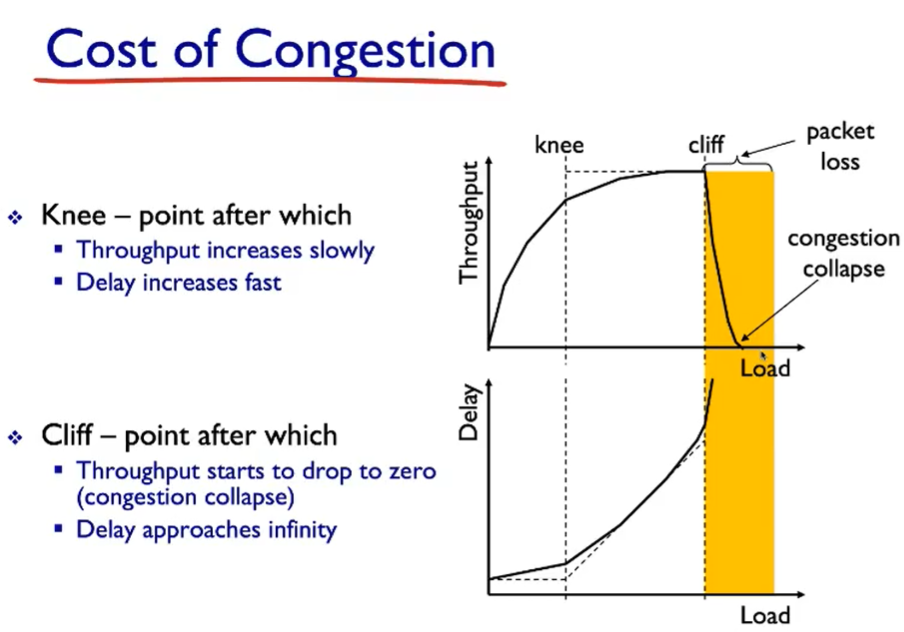 Cost of Congestion
❖ Knee – point after which
▪ Throughput increases slowly
▪ Delay increases fast
❖ Cliff – point after which
▪ Throughput starts to drop to zero
(congestion collapse)
▪ Delay approaches infinity
knee
cliff
packet
loss
Throughput
congestion
collapse
Load
Delay
Load